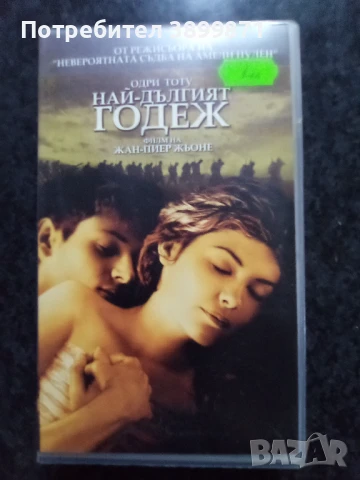 Потребител 3899971
ОТ РЕЖИСЬОРА НА
"НЕВЕРОЯТНАТА СЪДБА НА АМЕЛИ ПУЛЕН"
ОДРИ ТОТУ
НАЙ-ДЪЛГИЯТ
ГОДЕЖ
ФИЛМ НА
ЖАН-ПИЕР ЖЬОНЕ
BAZAR